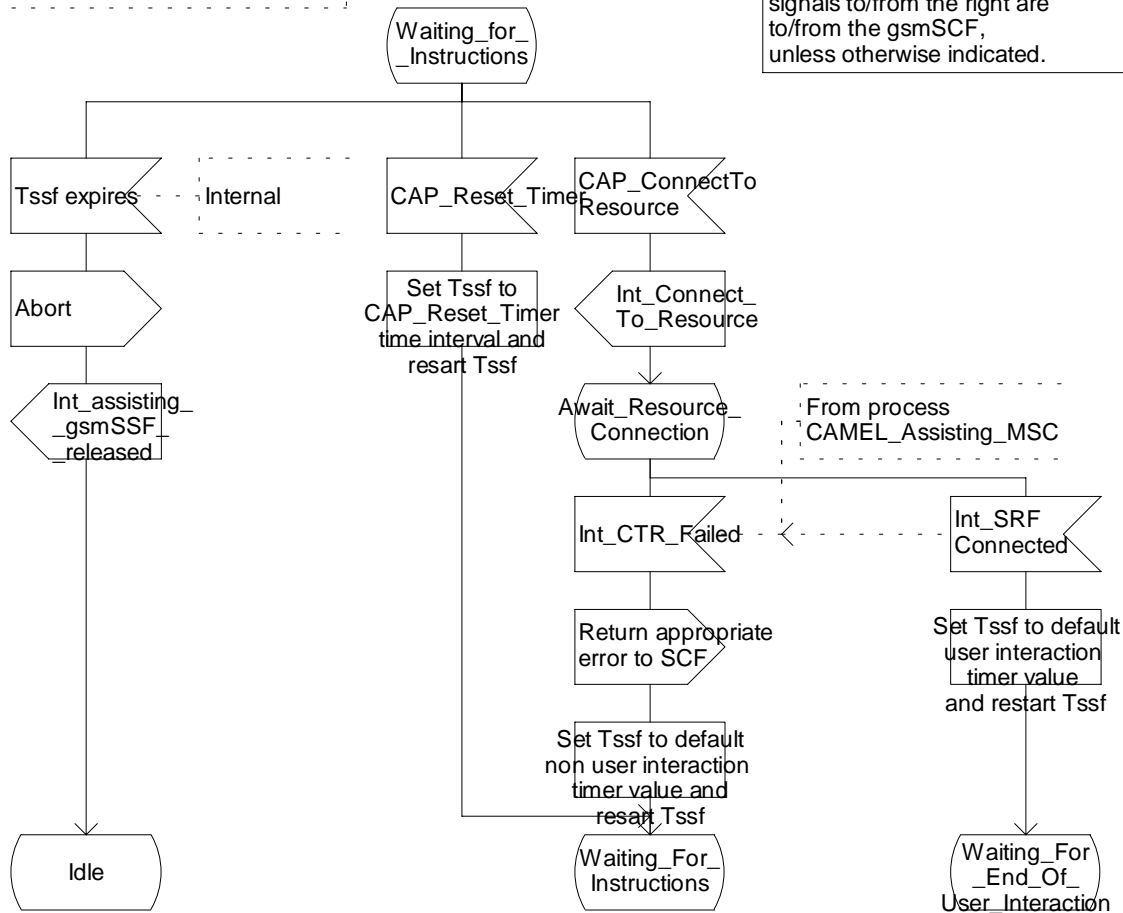 signals to/from the right are
to/from the gsmSCF,
unless otherwise indicated.
Waiting_for_
_Instructions
Tssf expires
Internal
CAP_Reset_Timer
CAP_ConnectTo
Resource
Abort
Set Tssf to
CAP_Reset_Timer
time interval and
resart Tssf
Int_Connect_
To_Resource
Int_assisting_
_gsmSSF_
_released
Await_Resource_
Connection
From process
CAMEL_Assisting_MSC
Int_CTR_Failed
Int_SRF
Connected
Return appropriate
error to SCF
Set Tssf to default
user interaction
timer value
and restart Tssf
Set Tssf to default
non user interaction
timer value and
resart Tssf
Idle
Waiting_For_
Instructions
Waiting_For
_End_Of_
User_Interaction